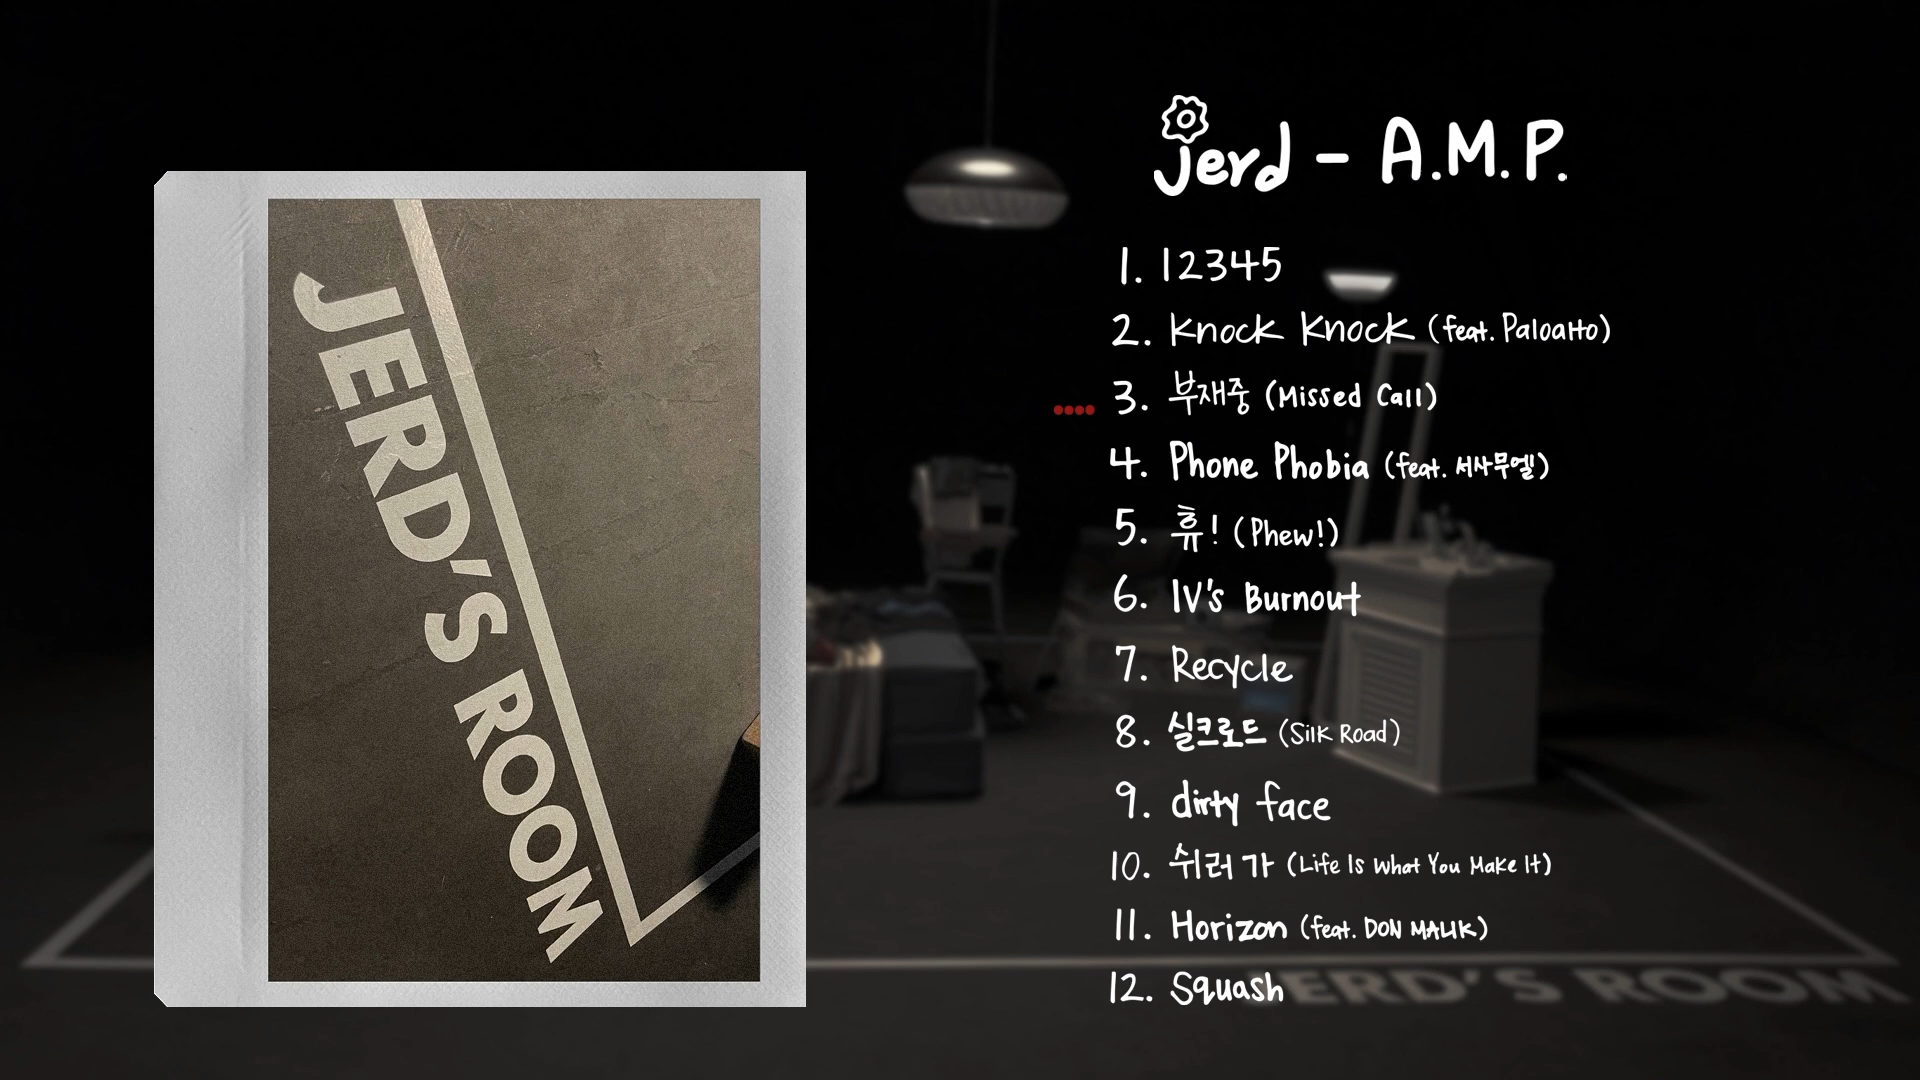 JERD'S ROOM
jerd - A.M.P.
1. 12345
2. Knock Knock (feat. Paloalto)
3. 부재중 (Missed Call)
4. Phone Phobia (feat. 서사무엘)
5. 휴! (Phew!)
6. IV's Burnout
7. Recycle
8. 실크로드 (Silk Road)
9. dirty face
10. 쉬러 가 (Life Is What You Make It)
11. Horizon (feat. DON MALIK)
12. Squash
JERD'S ROOM